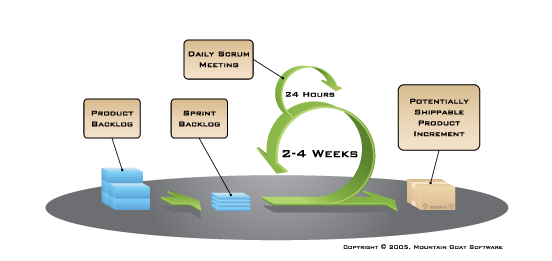 Daily Scrum
Meeting
24 Hours
Product
Backlog
Sprint
Backlog
Potentially
Shippable
Product
Increment
2-4 Weeks
Copyright © 2005, Mountain Goat Software